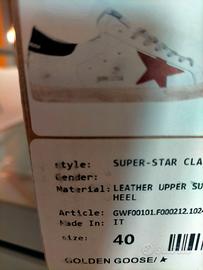 Style: SUPER-STAR CLA
Gender:
Material: LEATHER UPPER SU
HEEL
Article: GWF00101.F000212.1024
Made In: IT
Size: 40
GOLDEN GOOSE/★